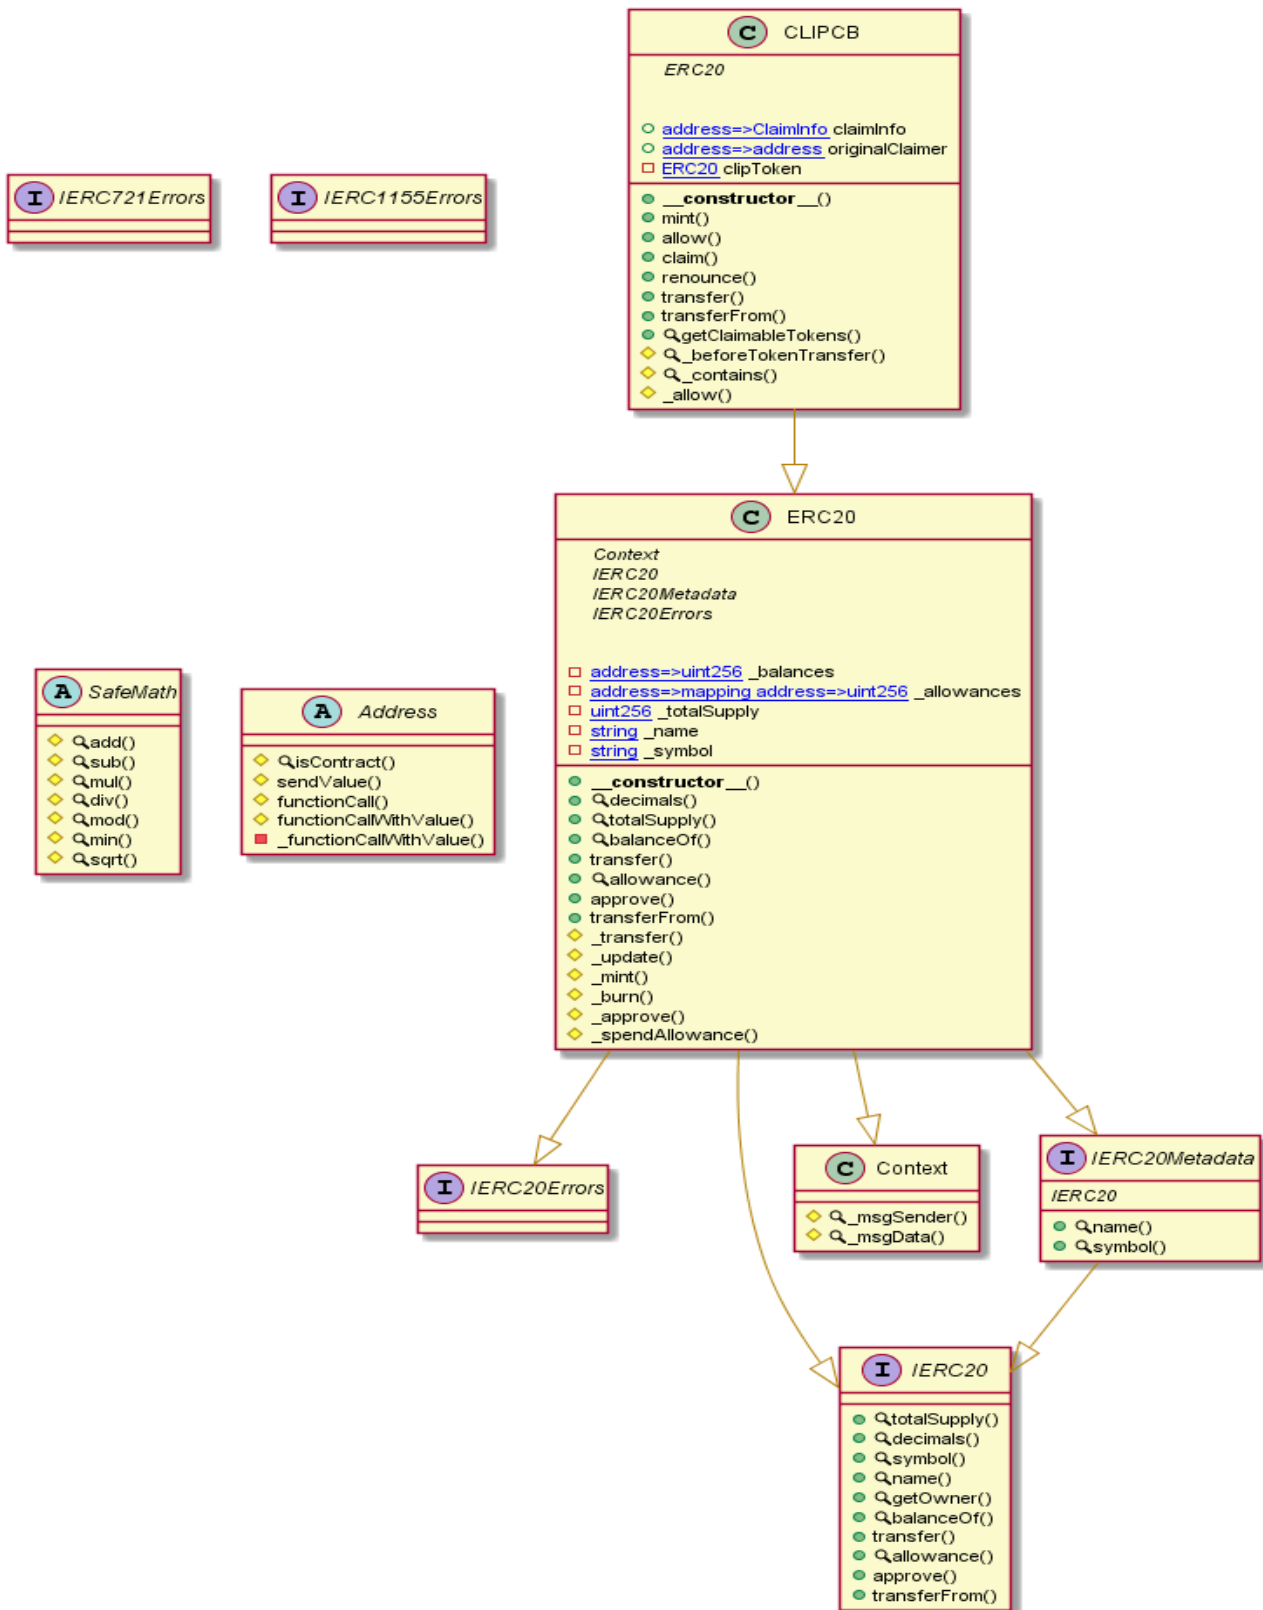 C CLIPCB
ERC20
address=>ClaimInfo claimInfo
address=>address originalClaimer
ERC20 clipToken
__constructor__()
mint()
allow()
claim()
renounce()
transfer()
transferFrom()
getClaimableTokens()
_beforeTokenTransfer()
_contains()
_allow()
I IERC721Errors
I IERC1155Errors
C ERC20
Context
IERC20
IERC20Metadata
IERC20Errors
address=>uint256 _balances
address=>mapping address=>uint256 _allowances
uint256 _totalSupply
string _name
string _symbol
__constructor__()
decimals()
totalSupply()
balanceOf()
transfer()
allowance()
approve()
transferFrom()
_transfer()
_update()
_mint()
_burn()
_approve()
_spendAllowance()
A SafeMath
add()
sub()
mul()
div()
mod()
min()
sqrt()
A Address
isContract()
sendValue()
functionCall()
functionCallWithValue()
_functionCallWithValue()
I IERC20Errors
C Context
_msgSender()
_msgData()
I IERC20Metadata
IERC20
name()
symbol()
I IERC20
totalSupply()
decimals()
symbol()
name()
getOwner()
balanceOf()
transfer()
allowance()
approve()
transferFrom()